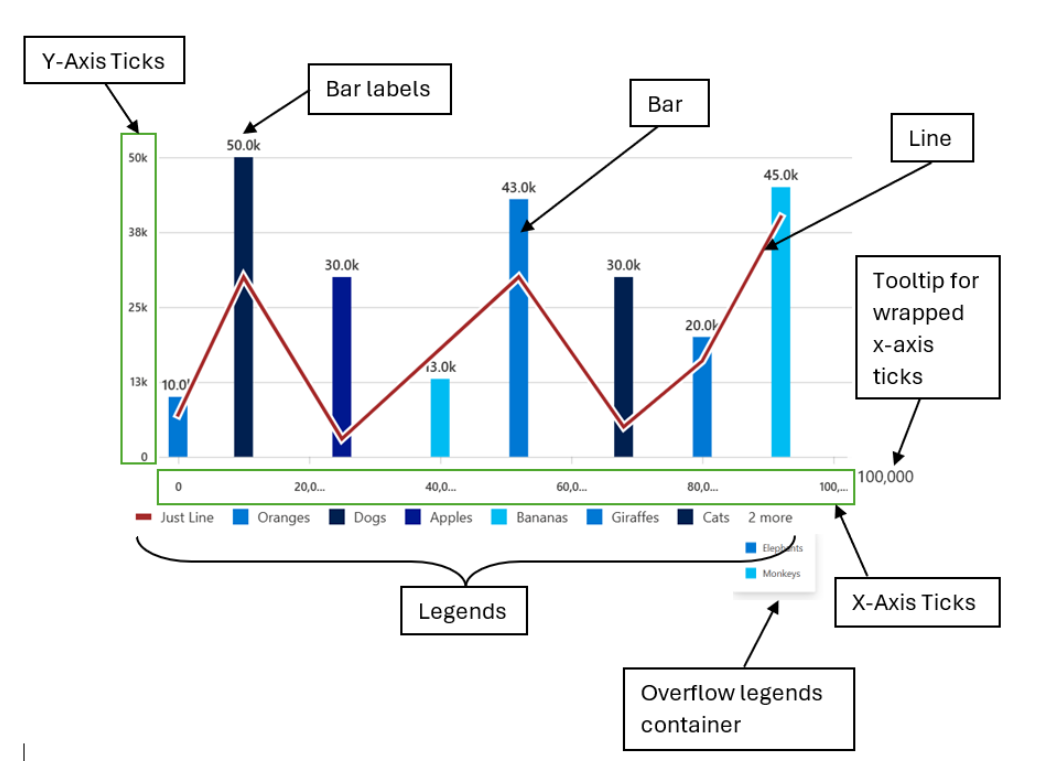 Y-Axis Ticks
Bar labels
Bar
Line
50.0k
50k
45.0k
43.0k
38k
30.0k
30.0k
25k
Tooltip for
wrapped
x-axis
ticks
20.0k
13.0k
13k
10.0
0
100,000
0
20,0...
40,0...
60,0...
80,0...
100,...
Just Line
Oranges
Dogs
Apples
Bananas
Giraffes
Cats
2 more
Elephants
Monkeys
Legends
X-Axis Ticks
Overflow legends
container